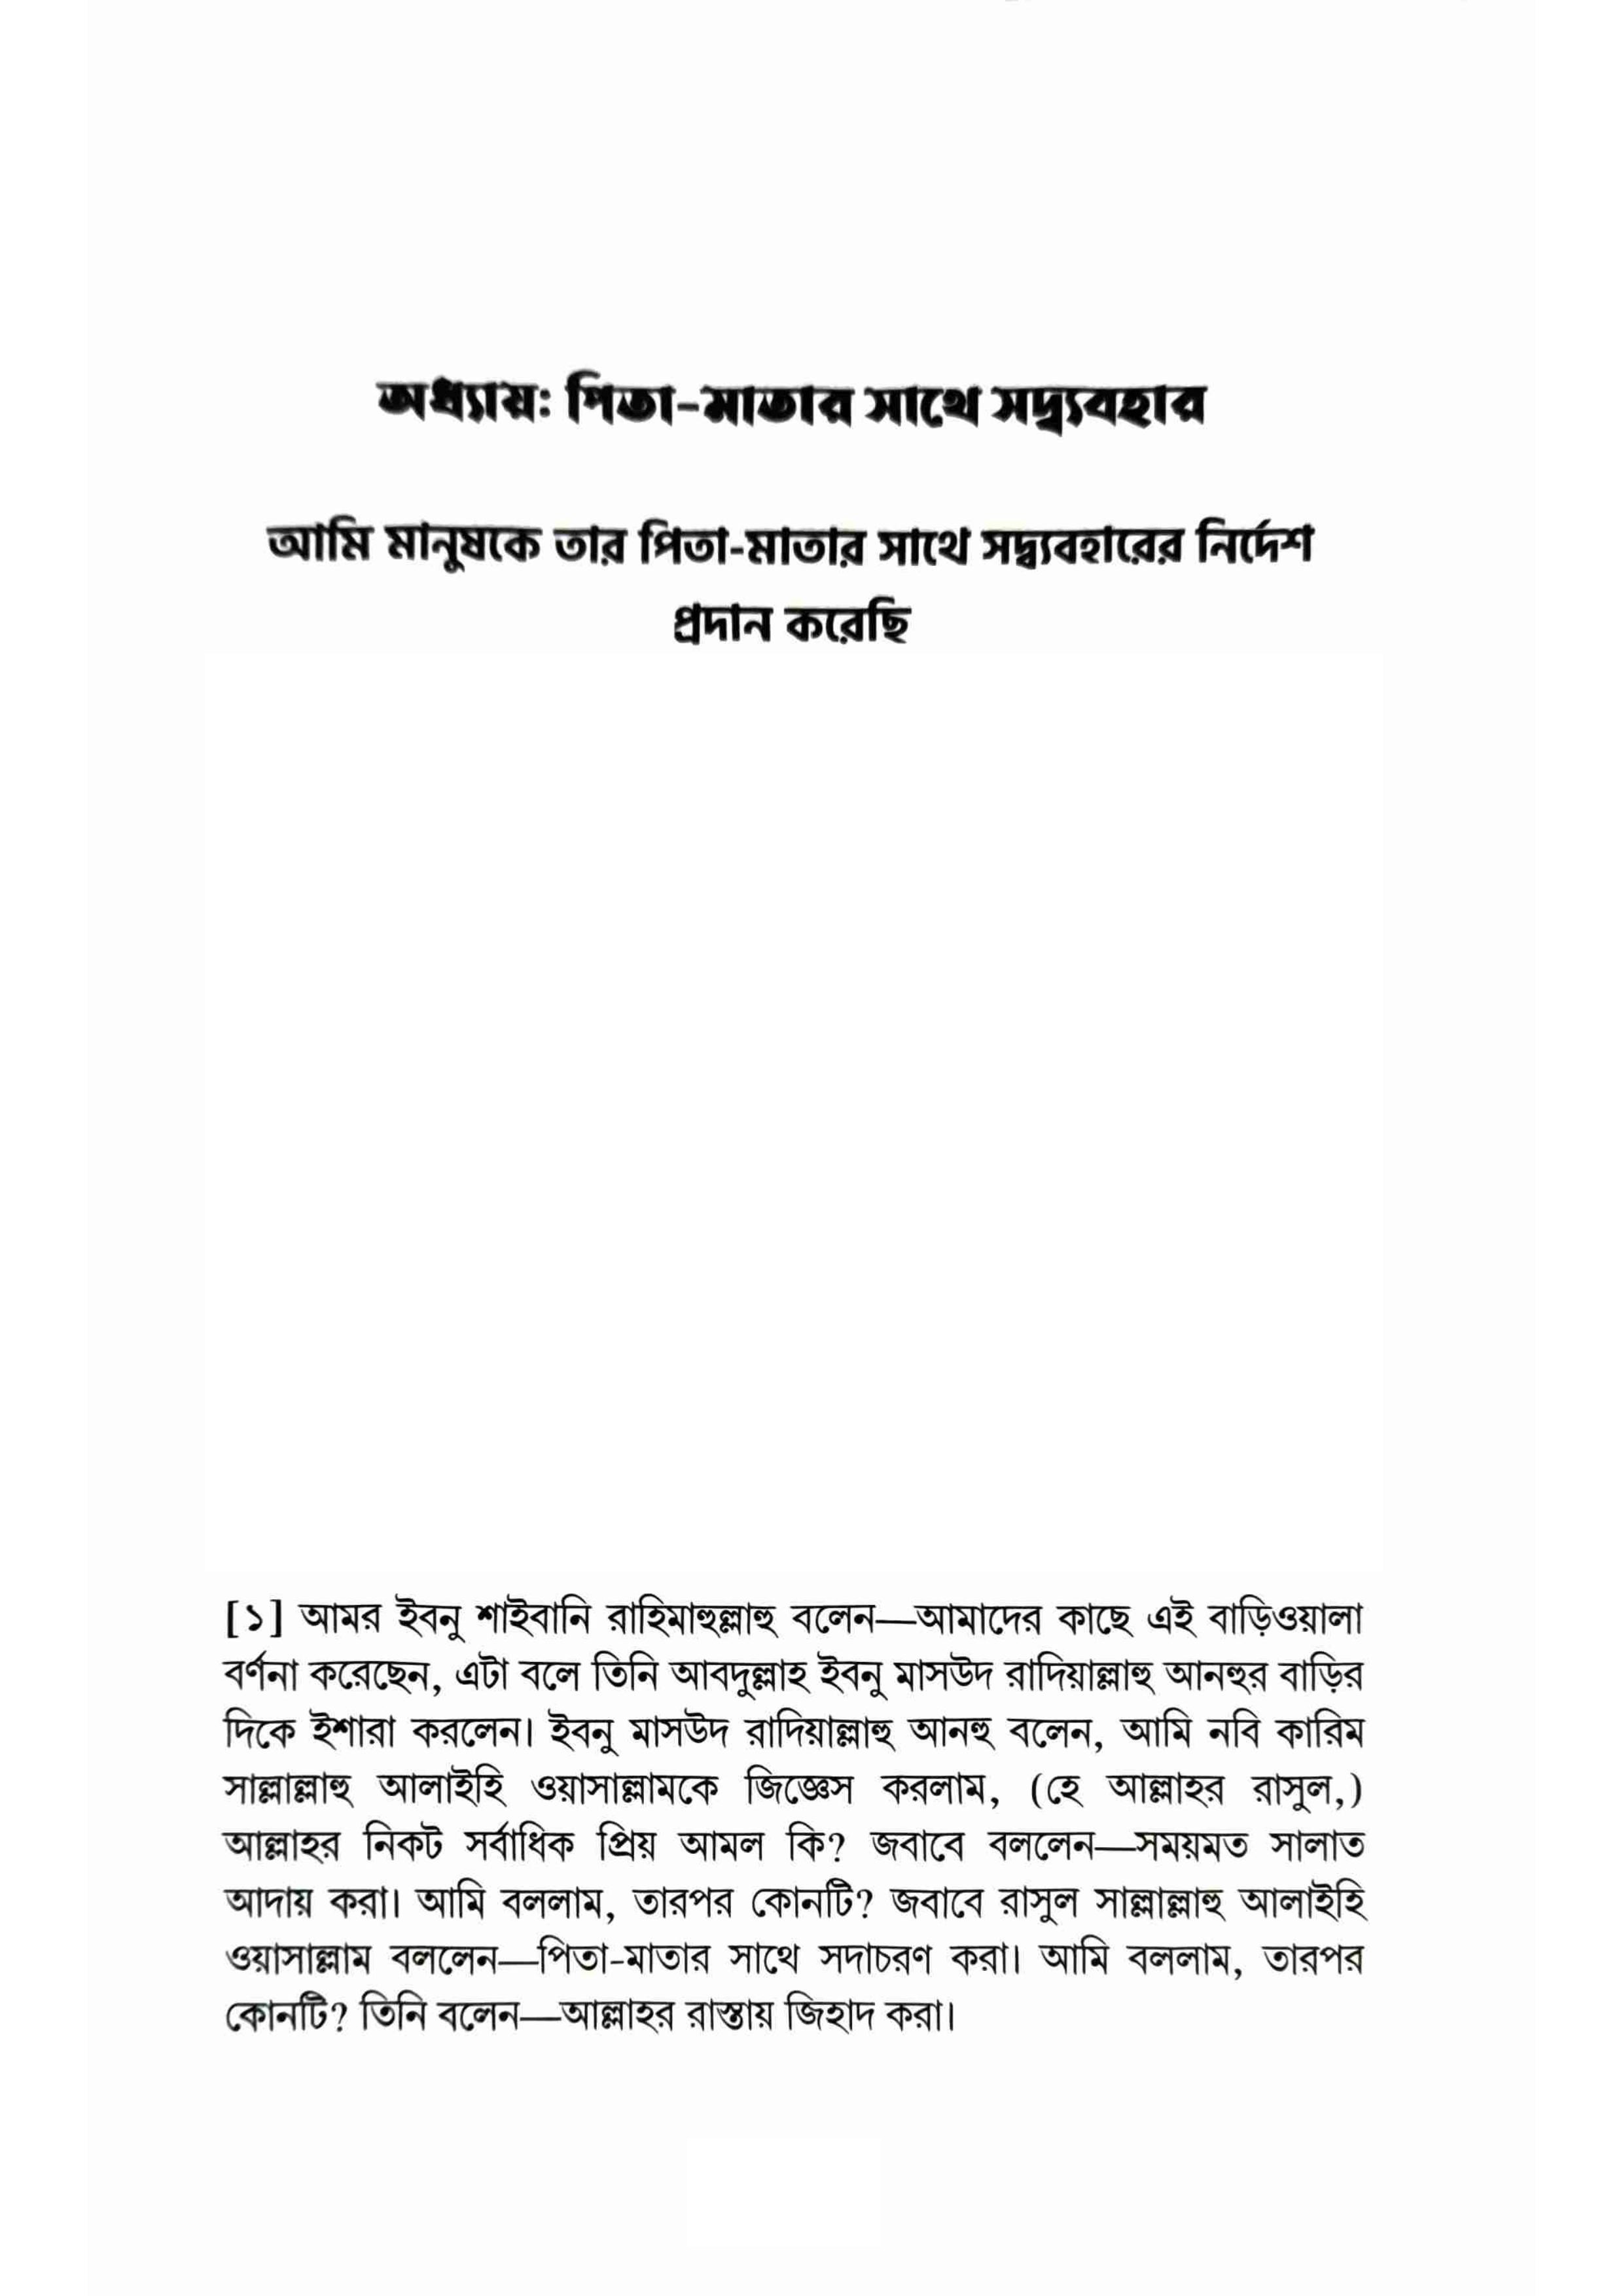 অধ্যায়ঃ পিতা-মাতার সাথে সদ্ব্যবহার
আমি মানুষকে তার পিতা-মাতার সাথে সদ্ব্যবহারের নির্দেশ
প্রদান করেছি
[১] আমর ইবনু শাইবানি রাহিমাহুল্লাহু বলেন—আমাদের কাছে এই বাড়িওয়ালা
বর্ণনা করেছেন, এটা বলে তিনি আবদুল্লাহ ইবনু মাসউদ রাদিয়াল্লাহু আনহুর বাড়ির
দিকে ইশারা করলেন। ইবনু মাসউদ রাদিয়াল্লাহু আনহু বলেন, আমি নবি কারিম
সাল্লাল্লাহু আলাইহি ওয়াসাল্লামকে জিজ্ঞেস করলাম, (হে আল্লাহর রাসুল,)
আল্লাহর নিকট সর্বাধিক প্রিয় আমল কি? জবাবে বললেন—সময়মত সালাত
আদায় করা। আমি বললাম, তারপর কোনটি? জবাবে রাসুল সাল্লাল্লাহু আলাইহি
ওয়াসাল্লাম বললেন—পিতা-মাতার সাথে সদাচরণ করা। আমি বললাম, তারপর
কোনটি? তিনি বলেন—আল্লাহর রাস্তায় জিহাদ করা।